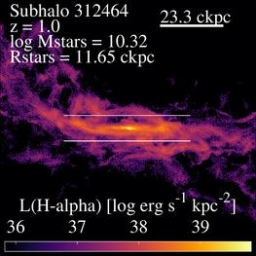 Subhalo 312464
z = 1.0
log Mstars = 10.32
Rstars = 11.65 ckpc
23.3 ckpc
L(H-alpha) [log erg s⁻¹ kpc⁻²]
36 37 38 39